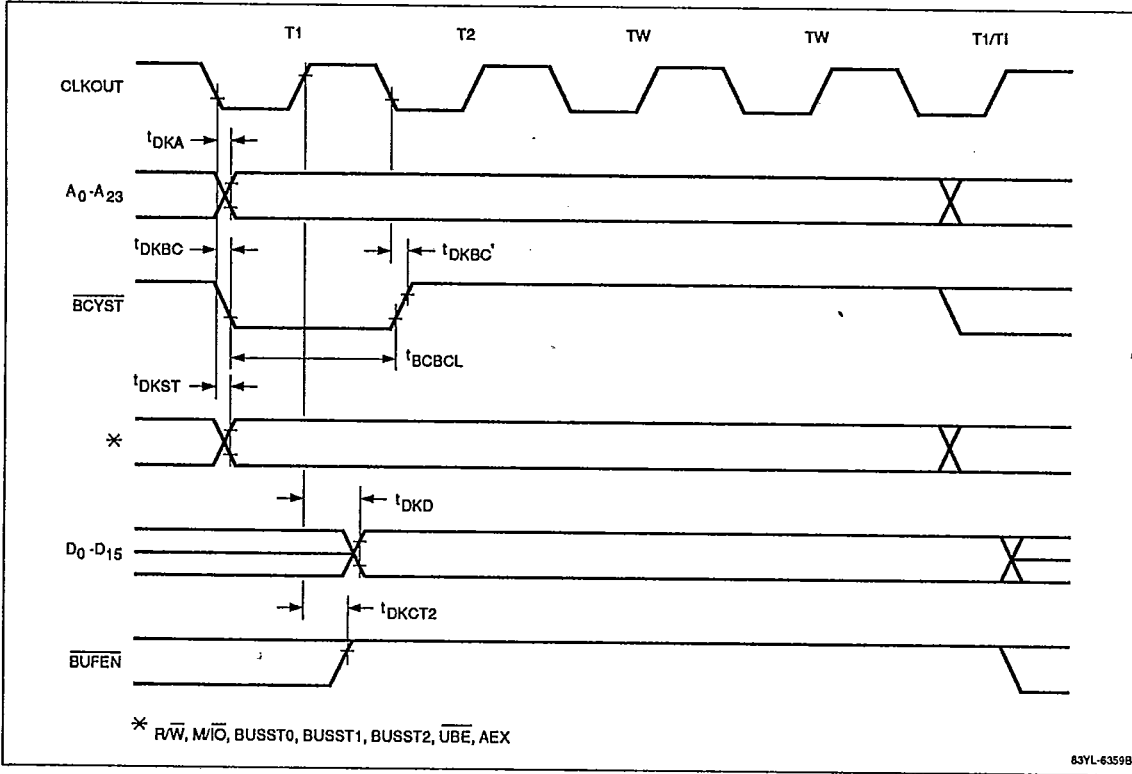 T1 T2 TW TW T1/TI
CLKOUT
tDKA
A0-A23
tDKBC tDKBC'
BCYST
tBCBCL
tDKST
*
tDKD
D0-D15
tDKCT2
BUFEN
* R/W, M/IO, BUSST0, BUSST1, BUSST2, UBE, AEX
83YL-6359B